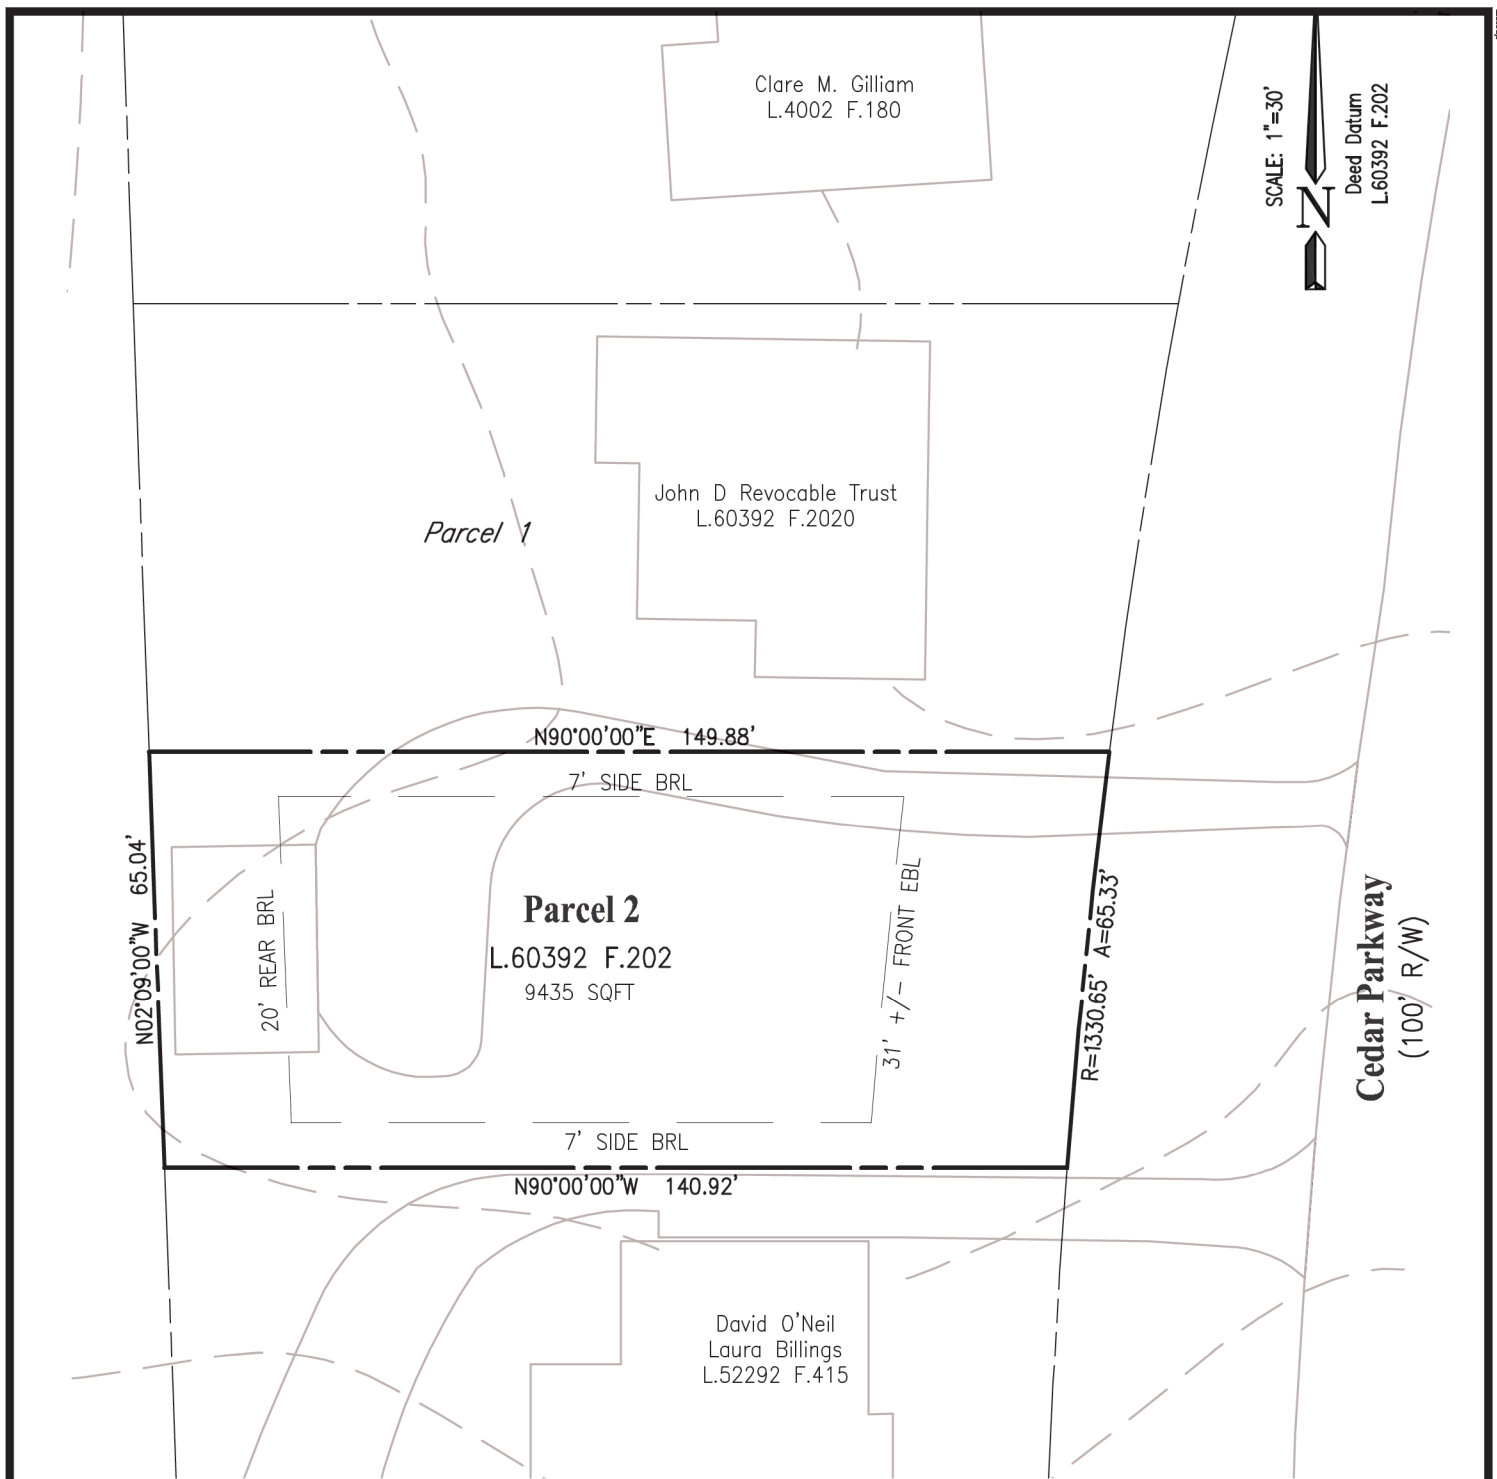 Clare M. Gilliam
L.4002 F.180
SCALE: 1"=30'
N
Deed Datum
L.60392 F.202
John D Revocable Trust
L.60392 F.2020
Parcel 1
N90°00'00"E 149.88'
7' SIDE BRL
N02°09'00"W 65.04'
20' REAR BRL
Parcel 2
L.60392 F.202
9435 SQFT
31' +/- FRONT EBL
R=1330.65' A=65.33'
Cedar Parkway
(100' R/W)
7' SIDE BRL
N90°00'00"W 140.92'
David O'Neil
Laura Billings
L.52292 F.415